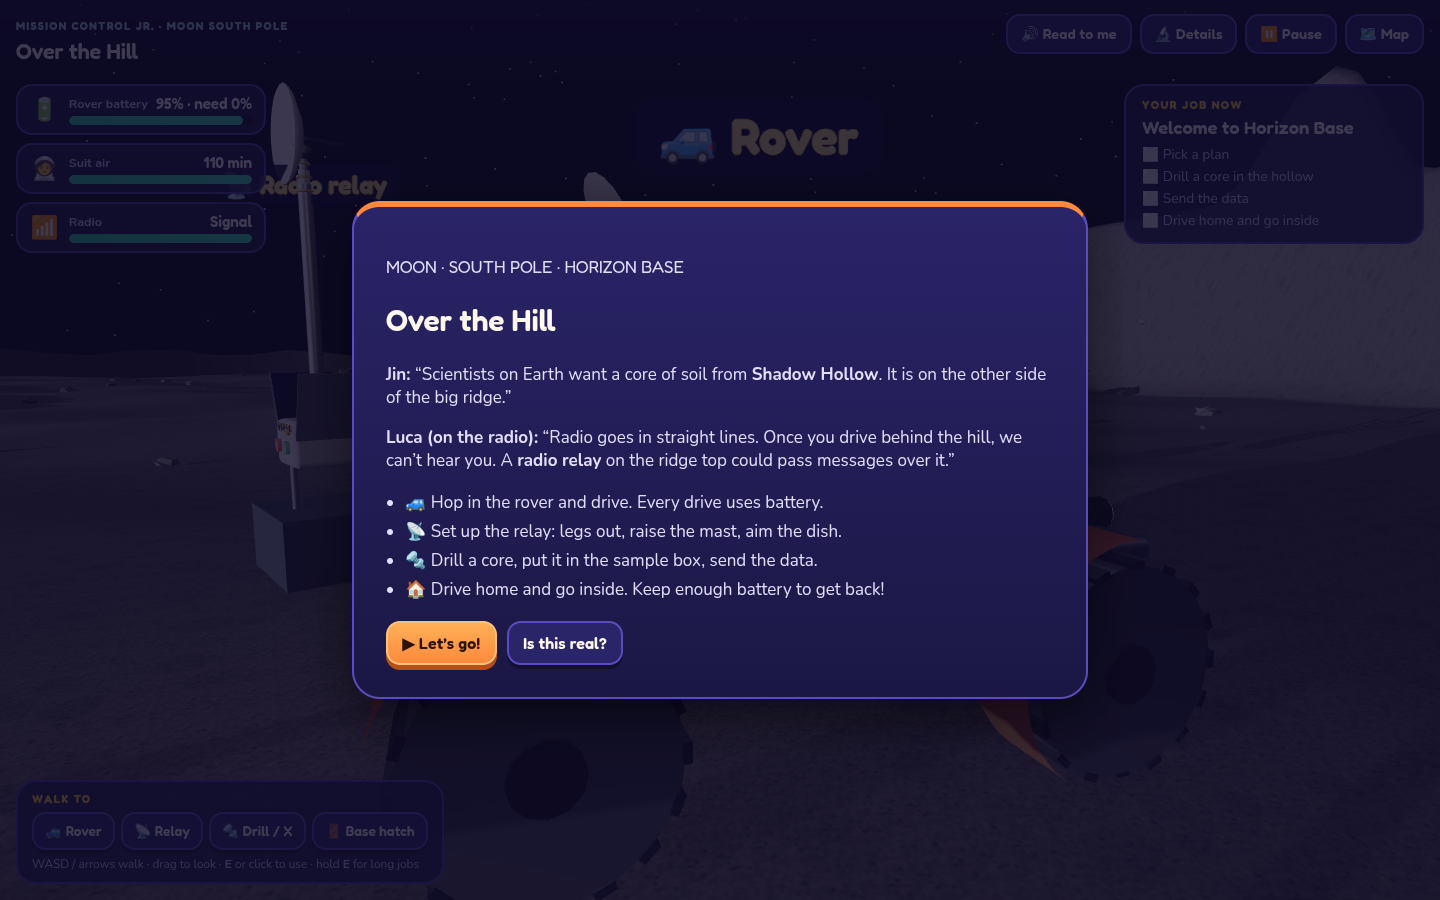 MISSION CONTROL JR. · MOON SOUTH POLE
Over the Hill
🔊 Read to me
🔬 Details
⏸ Pause
🗺 Map
Rover battery 95% · need 0%
Suit air 110 min
Radio Signal
Radio relay
Rover
YOUR JOB NOW
Welcome to Horizon Base
Pick a plan
Drill a core in the hollow
Send the data
Drive home and go inside
MOON · SOUTH POLE · HORIZON BASE
Over the Hill
Jin: “Scientists on Earth want a core of soil from Shadow Hollow. It is on the other side
of the big ridge.”
Luca (on the radio): “Radio goes in straight lines. Once you drive behind the hill, we
can’t hear you. A radio relay on the ridge top could pass messages over it.”
• 🚙 Hop in the rover and drive. Every drive uses battery.
• 📡 Set up the relay: legs out, raise the mast, aim the dish.
• 🔩 Drill a core, put it in the sample box, send the data.
• 🏠 Drive home and go inside. Keep enough battery to get back!
▶ Let’s go!
Is this real?
WALK TO
🚙 Rover
📡 Relay
🔩 Drill / X
🚪 Base hatch
WASD / arrows walk · drag to look · E or click to use · hold E for long jobs